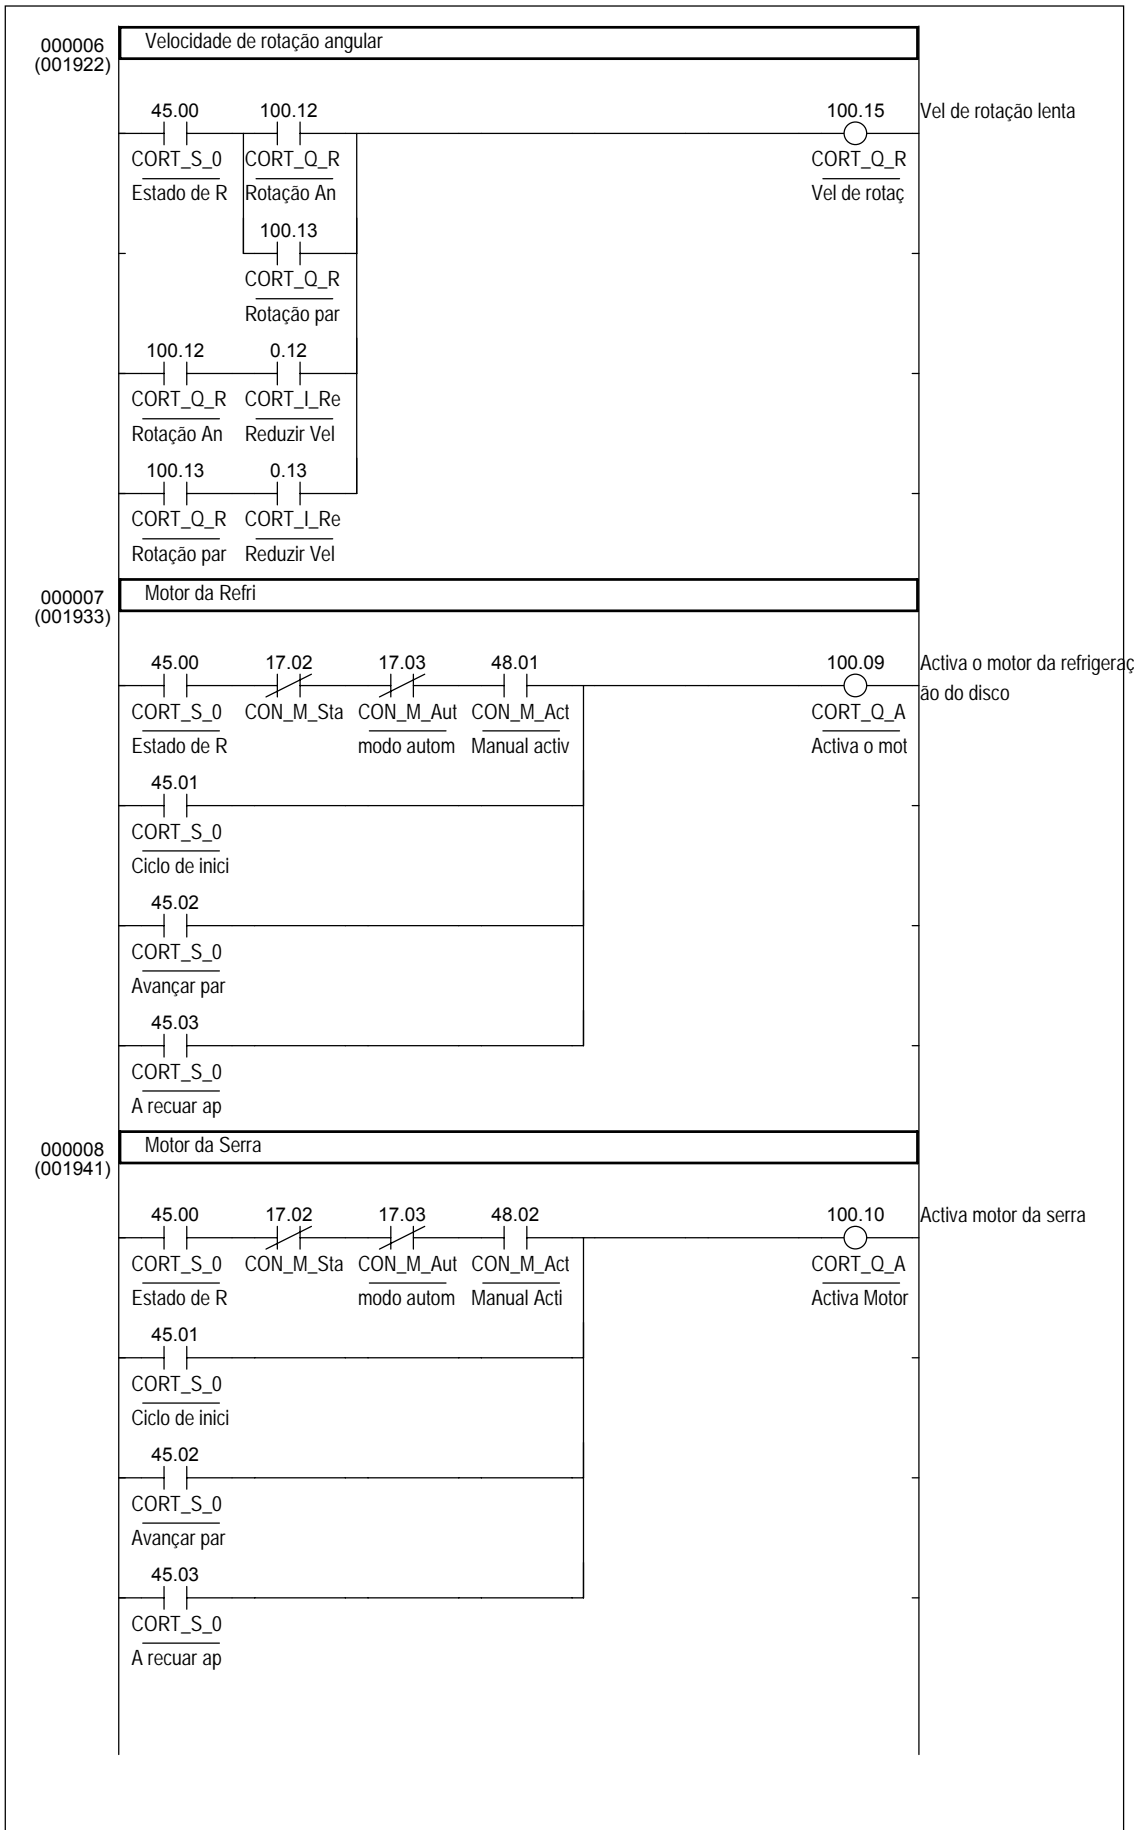 000006
(001922)
Velocidade de rotação angular
45.00 100.12 100.15 Vel de rotação lenta
CORT_S_0 CORT_Q_R CORT_Q_R
Estado de R Rotação An Vel de rotaç
100.13
CORT_Q_R
Rotação par
100.12 0.12
CORT_Q_R CORT_I_Re
Rotação An Reduzir Vel
100.13 0.13
CORT_Q_R CORT_I_Re
Rotação par Reduzir Vel
000007
(001933)
Motor da Refri
45.00 17.02 17.03 48.01 100.09 Activa o motor da refrigeraç
ão do disco
CORT_S_0 CON_M_Sta CON_M_Aut CON_M_Act CORT_Q_A
Estado de R modo autom Manual activ Activa o mot
45.01
CORT_S_0
Ciclo de inici
45.02
CORT_S_0
Avançar par
45.03
CORT_S_0
A recuar ap
000008
(001941)
Motor da Serra
45.00 17.02 17.03 48.02 100.10 Activa motor da serra
CORT_S_0 CON_M_Sta CON_M_Aut CON_M_Act CORT_Q_A
Estado de R modo autom Manual Acti Activa Motor
45.01
CORT_S_0
Ciclo de inici
45.02
CORT_S_0
Avançar par
45.03
CORT_S_0
A recuar ap